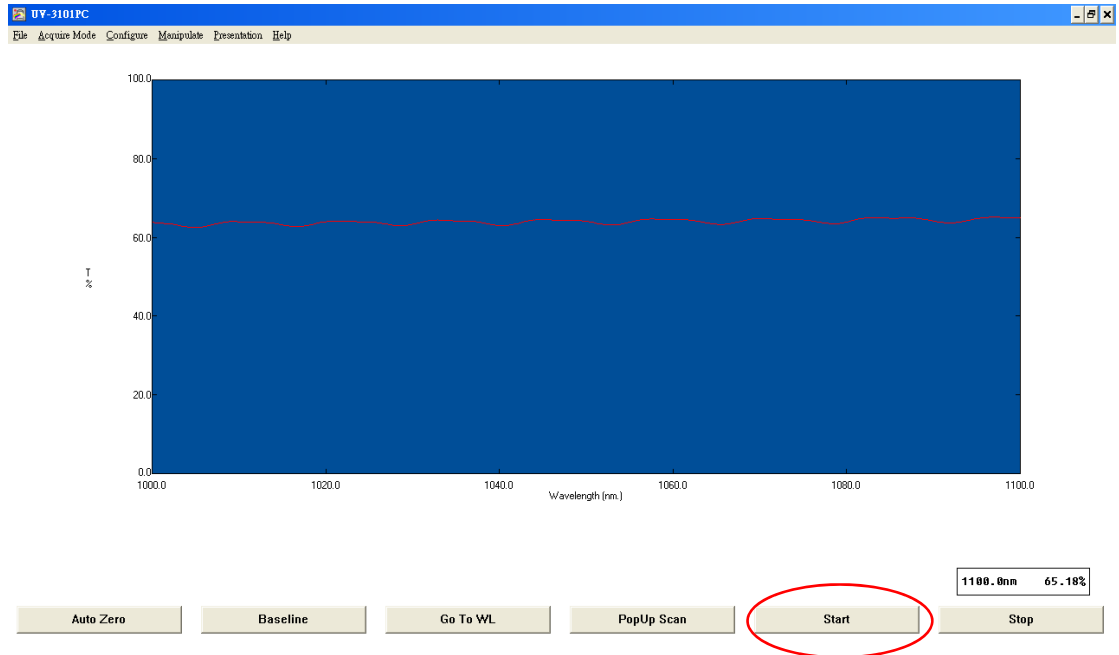 UV-3101PC
File Acquire Mode Configure Manipulate Presentation Help
100.0
80.0
60.0
T
%
40.0
20.0
0.0
1000.0 1020.0 1040.0 1060.0 1080.0 1100.0
Wavelength (nm.)
1100.0nm 65.18%
Auto Zero Baseline Go To WL PopUp Scan Start Stop